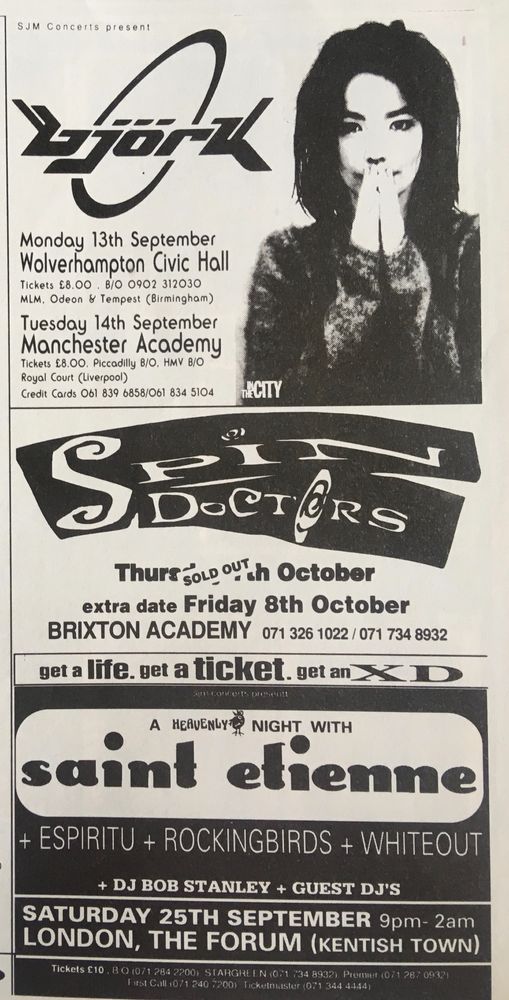 SJM Concerts present
björk
Monday 13th September
Wolverhampton Civic Hall
Tickets £8.00 . B/O 0902 312030
MLM, Odeon & Tempest (Birmingham)
Tuesday 14th September
Manchester Academy
Tickets £8.00. Piccadilly B/O, HMV B/O
Royal Court (Liverpool)
Credit Cards 061 839 6858/061 834 5104
IN THE CITY
SPiN
DOCTORS
SOLD OUT
October
extra date Friday 8th October
BRIXTON ACADEMY 071 326 1022 / 071 734 8932
get a life. get a ticket. get an XD
sjm concerts present
A HEAVENLY NIGHT WITH
saint etienne
+ ESPIRITU + ROCKINGBIRDS + WHITEOUT
+ DJ BOB STANLEY + GUEST DJ'S
SATURDAY 25TH SEPTEMBER 9pm- 2am
LONDON, THE FORUM (KENTISH TOWN)
Tickets £10 , B.O (071 284 2200) STARGREEN (071 734 8932), Premier (071 287 0932)
First Call (071 240 7200) Ticketmaster (071 344 4444)